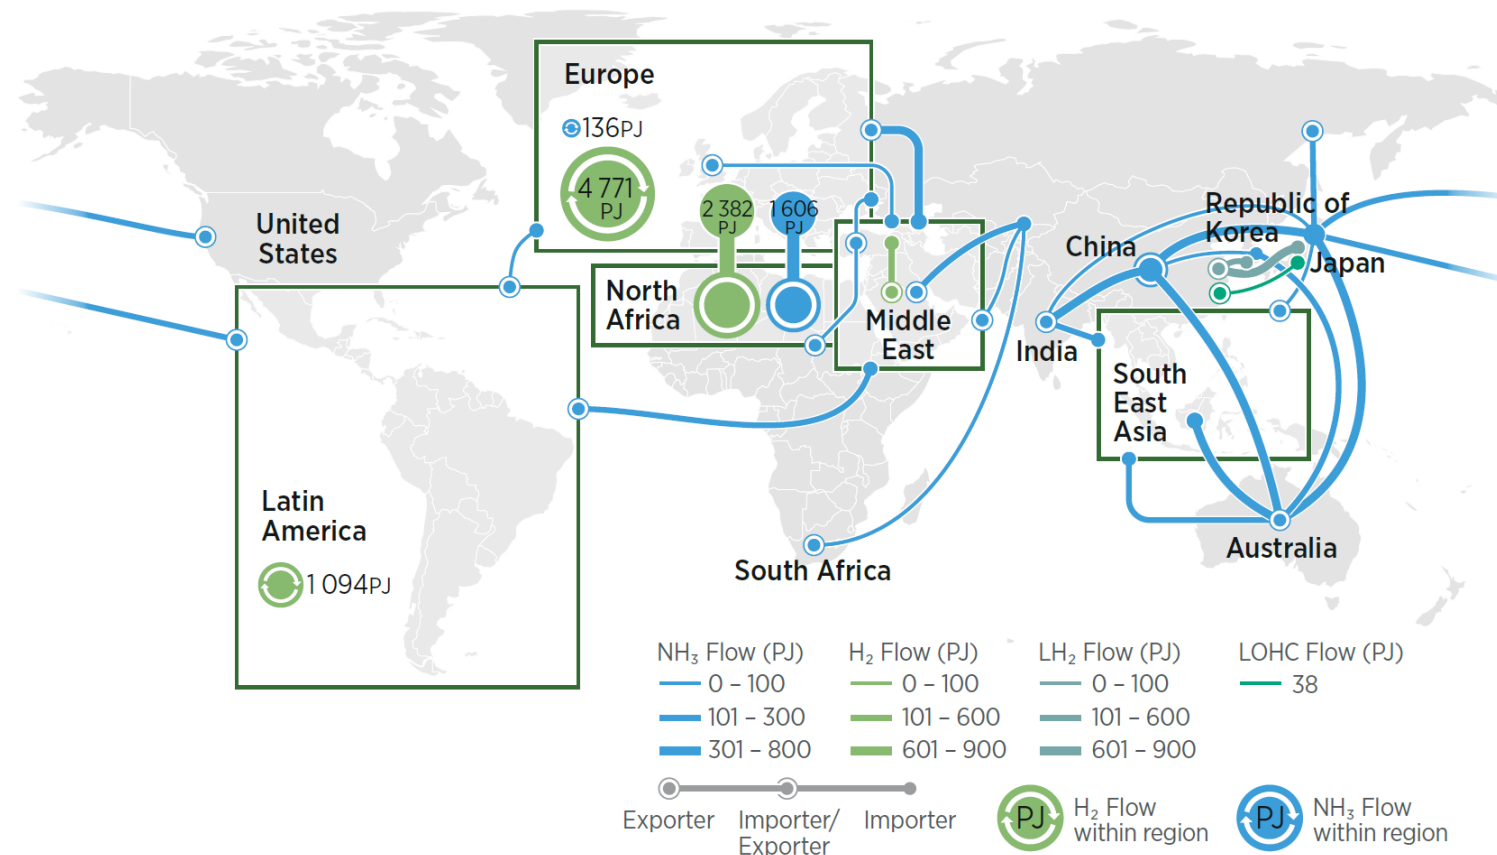 Europe
136PJ
4 771
PJ
2 382
PJ
1 606
PJ
United
States
North
Africa
Middle
East
Republic of
Korea
China
Japan
India
South
East
Asia
Latin
America
1 094PJ
South Africa
Australia
NH₃ Flow (PJ)
0 – 100
101 – 300
301 – 800
H₂ Flow (PJ)
0 – 100
101 – 600
601 – 900
LH₂ Flow (PJ)
0 – 100
101 – 600
601 – 900
LOHC Flow (PJ)
38
Exporter
Importer/
Exporter
Importer
PJ
H₂ Flow
within region
PJ
NH₃ Flow
within region